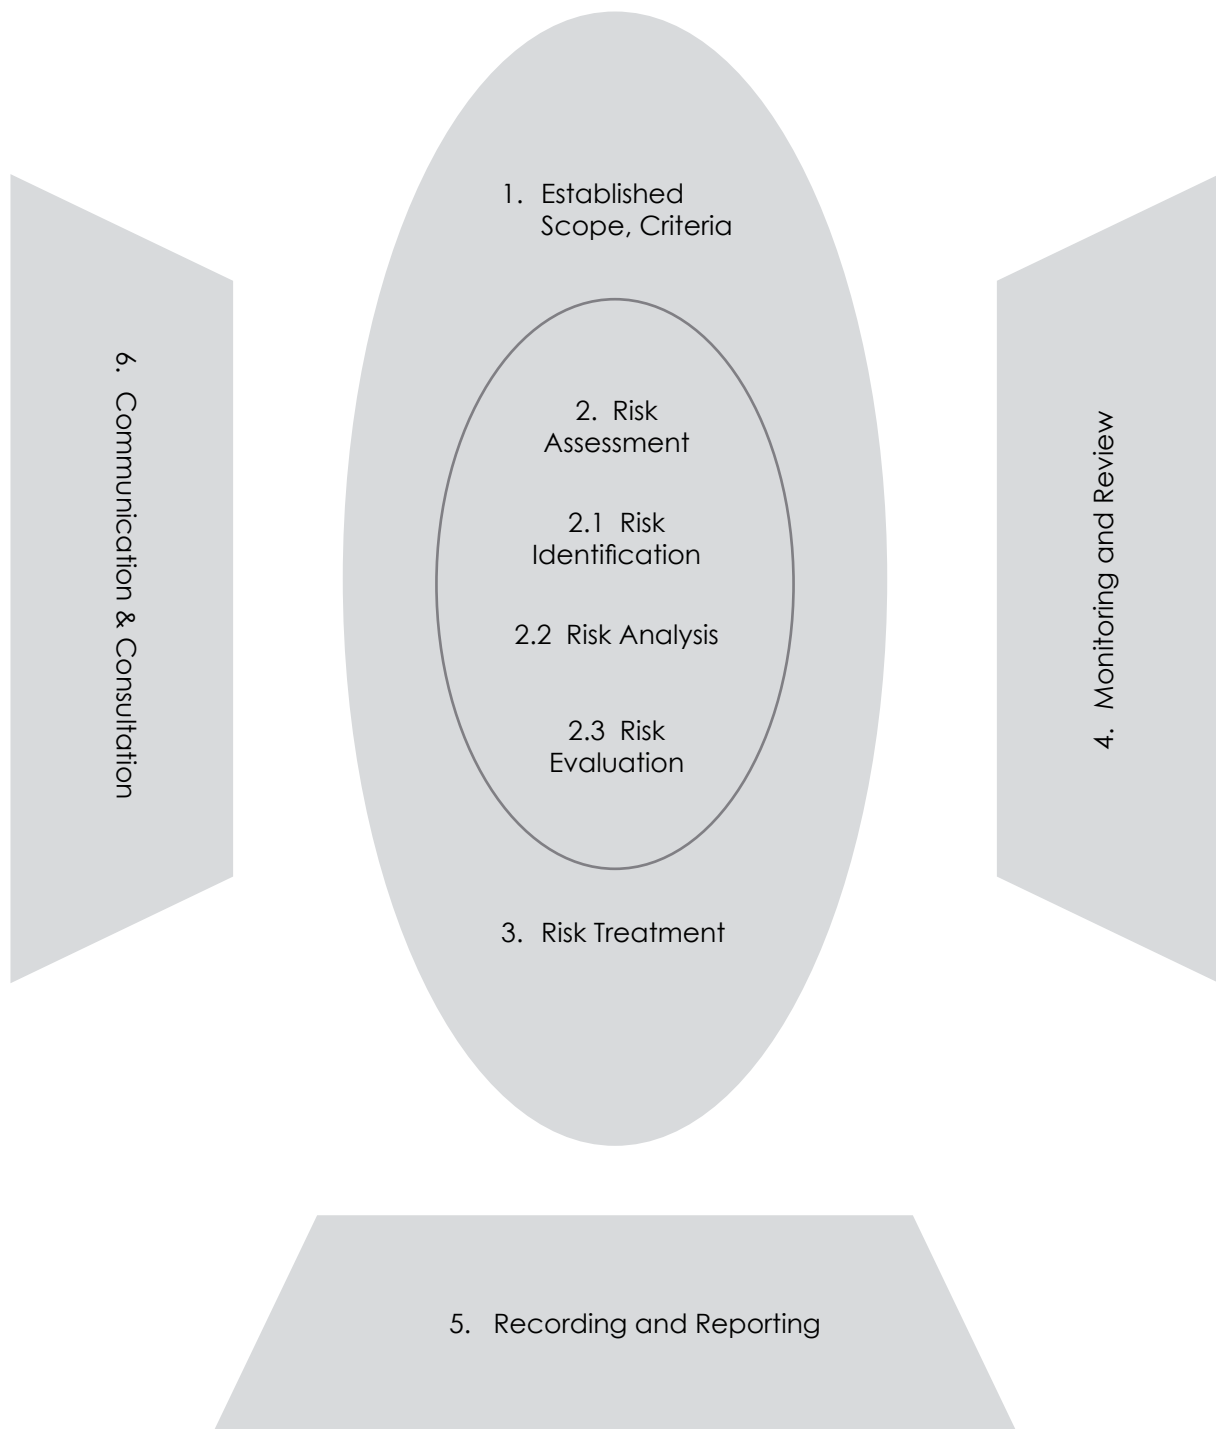 1. Established
Scope, Criteria
2. Risk
Assessment
2.1 Risk
Identification
2.2 Risk Analysis
2.3 Risk
Evaluation
3. Risk Treatment
6. Communication & Consultation
4. Monitoring and Review
5. Recording and Reporting